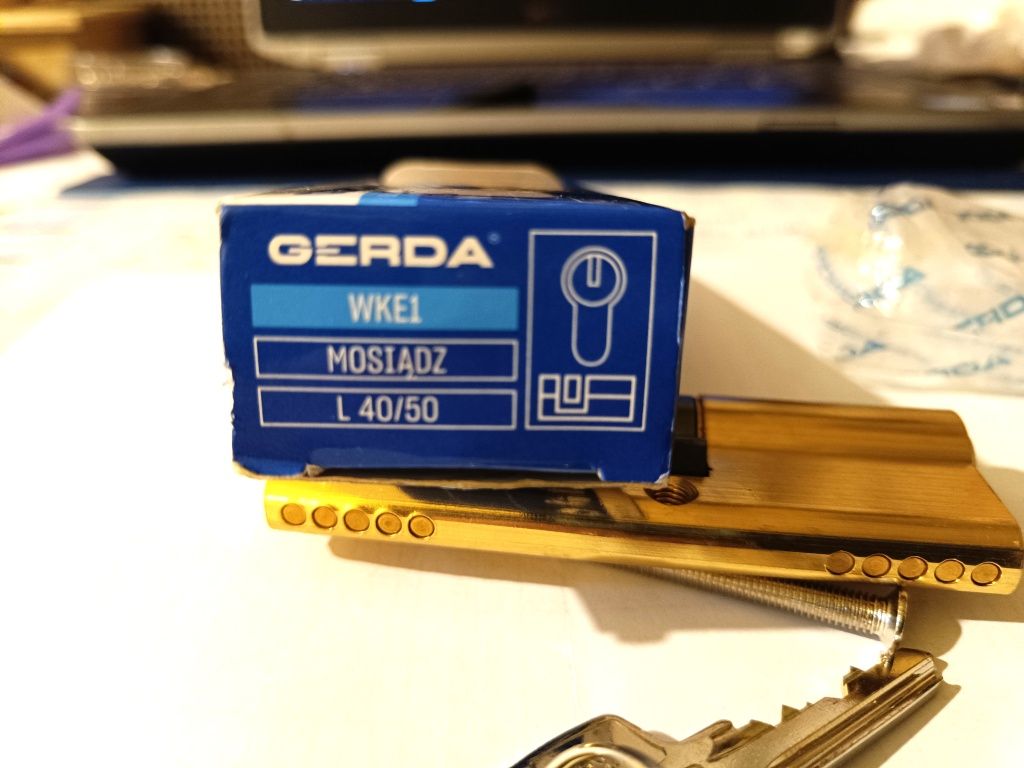 GERDA
WKE1
MOSIĄDZ
L 40/50